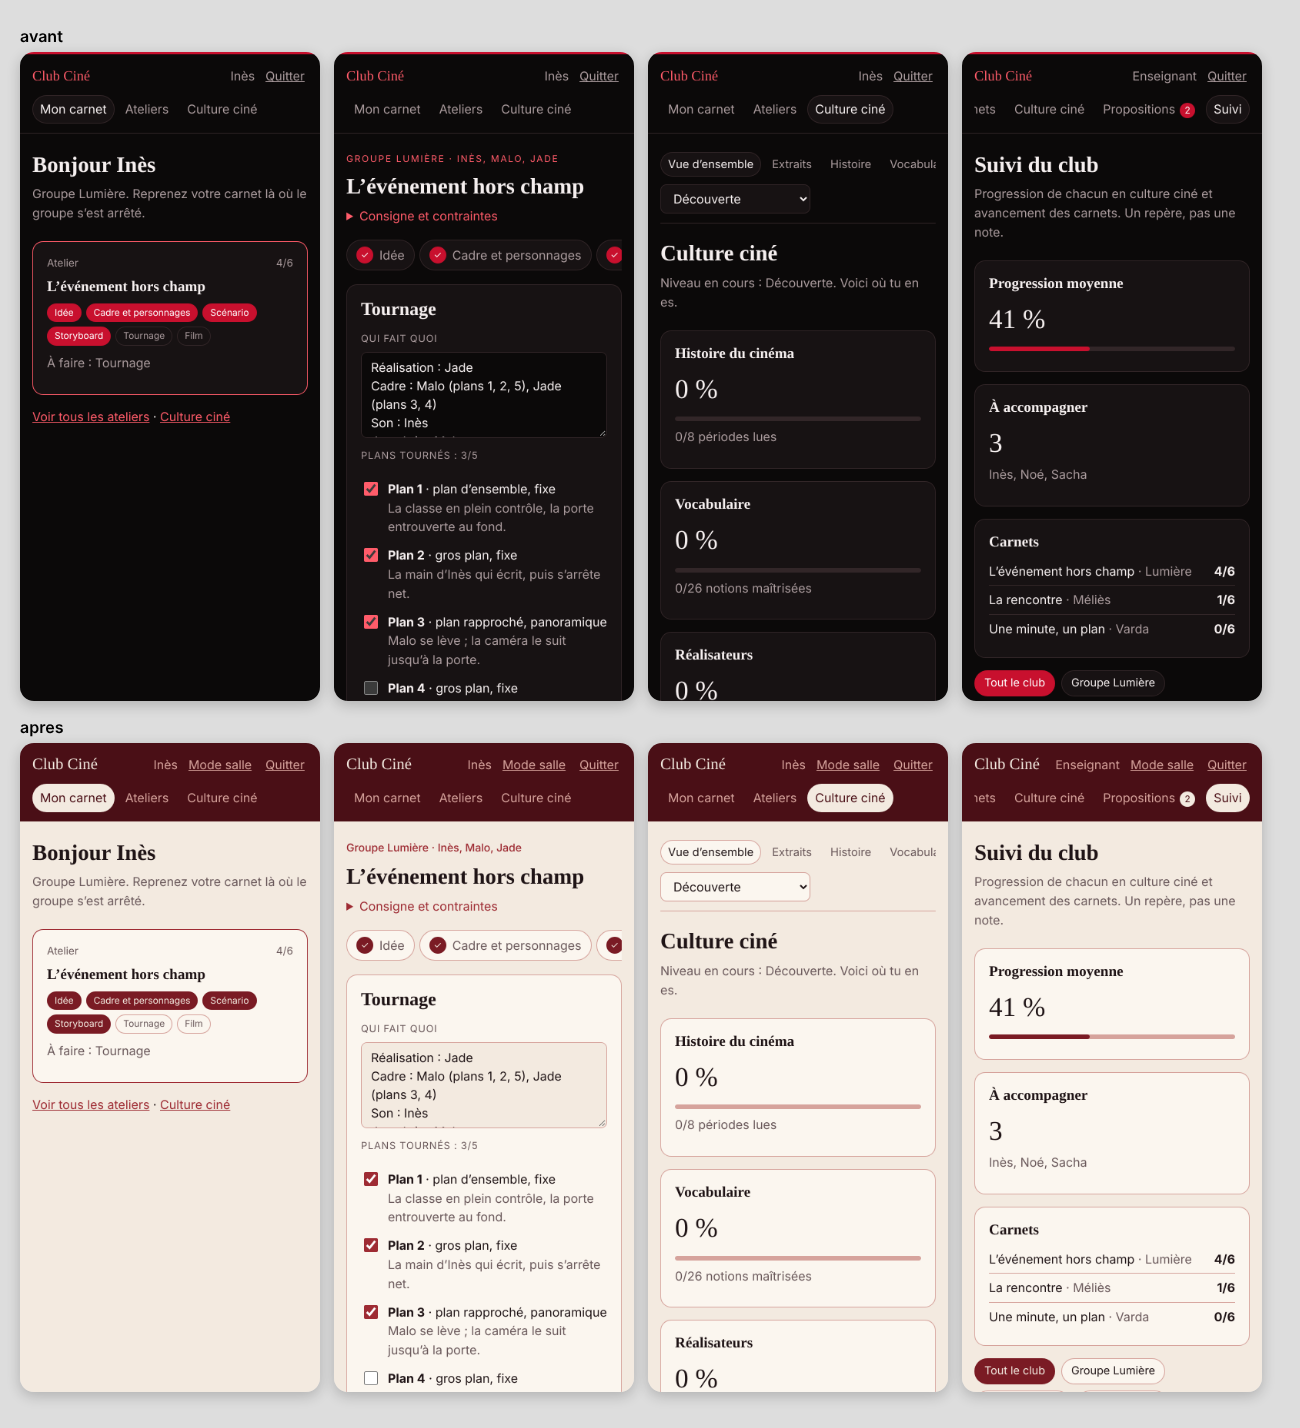 avant
Club Ciné
Inès Quitter
Mon carnet Ateliers Culture ciné
Bonjour Inès
Groupe Lumière. Reprenez votre carnet là où le
groupe s’est arrêté.
Atelier 4/6
L’événement hors champ
Idée Cadre et personnages Scénario
Storyboard Tournage Film
À faire : Tournage
Voir tous les ateliers · Culture ciné
Club Ciné
Inès Quitter
Mon carnet Ateliers Culture ciné
GROUPE LUMIÈRE · INÈS, MALO, JADE
L’événement hors champ
Consigne et contraintes
Idée Cadre et personnages
Tournage
QUI FAIT QUOI
Réalisation : Jade
Cadre : Malo (plans 1, 2, 5), Jade
(plans 3, 4)
Son : Inès
PLANS TOURNÉS : 3/5
Plan 1 · plan d’ensemble, fixe
La classe en plein contrôle, la porte
entrouverte au fond.
Plan 2 · gros plan, fixe
La main d’Inès qui écrit, puis s’arrête
net.
Plan 3 · plan rapproché, panoramique
Malo se lève ; la caméra le suit
jusqu’à la porte.
Plan 4 · gros plan, fixe
Club Ciné
Inès Quitter
Mon carnet Ateliers Culture ciné
Vue d’ensemble Extraits Histoire Vocabula
Découverte
Culture ciné
Niveau en cours : Découverte. Voici où tu en
es.
Histoire du cinéma
0 %
0/8 périodes lues
Vocabulaire
0 %
0/26 notions maîtrisées
Réalisateurs
0 %
Club Ciné
Enseignant Quitter
nets Culture ciné Propositions 2 Suivi
Suivi du club
Progression de chacun en culture ciné et
avancement des carnets. Un repère, pas une
note.
Progression moyenne
41 %
À accompagner
3
Inès, Noé, Sacha
Carnets
L’événement hors champ · Lumière 4/6
La rencontre · Méliès 1/6
Une minute, un plan · Varda 0/6
Tout le club Groupe Lumière
apres
Club Ciné
Inès Mode salle Quitter
Mon carnet Ateliers Culture ciné
Bonjour Inès
Groupe Lumière. Reprenez votre carnet là où le
groupe s’est arrêté.
Atelier 4/6
L’événement hors champ
Idée Cadre et personnages Scénario
Storyboard Tournage Film
À faire : Tournage
Voir tous les ateliers · Culture ciné
Club Ciné
Inès Mode salle Quitter
Mon carnet Ateliers Culture ciné
Groupe Lumière · Inès, Malo, Jade
L’événement hors champ
Consigne et contraintes
Idée Cadre et personnages
Tournage
QUI FAIT QUOI
Réalisation : Jade
Cadre : Malo (plans 1, 2, 5), Jade
(plans 3, 4)
Son : Inès
PLANS TOURNÉS : 3/5
Plan 1 · plan d’ensemble, fixe
La classe en plein contrôle, la porte
entrouverte au fond.
Plan 2 · gros plan, fixe
La main d’Inès qui écrit, puis s’arrête
net.
Plan 3 · plan rapproché, panoramique
Malo se lève ; la caméra le suit
jusqu’à la porte.
Plan 4 · gros plan, fixe
Club Ciné
Inès Mode salle Quitter
Mon carnet Ateliers Culture ciné
Vue d’ensemble Extraits Histoire Vocabula
Découverte
Culture ciné
Niveau en cours : Découverte. Voici où tu en
es.
Histoire du cinéma
0 %
0/8 périodes lues
Vocabulaire
0 %
0/26 notions maîtrisées
Réalisateurs
0 %
Club Ciné
Enseignant Mode salle Quitter
nets Culture ciné Propositions 2 Suivi
Suivi du club
Progression de chacun en culture ciné et
avancement des carnets. Un repère, pas une
note.
Progression moyenne
41 %
À accompagner
3
Inès, Noé, Sacha
Carnets
L’événement hors champ · Lumière 4/6
La rencontre · Méliès 1/6
Une minute, un plan · Varda 0/6
Tout le club Groupe Lumière